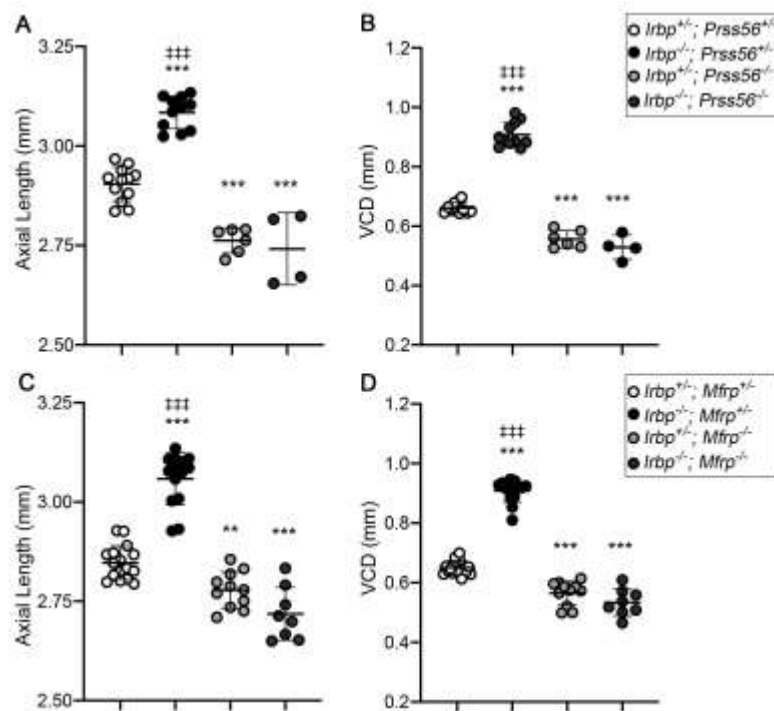 A
B
Irbp+/-; Prss56+/-
Irbp-/-; Prss56+/-
Irbp+/-; Prss56-/-
Irbp-/-; Prss56-/-
Axial Length (mm)
3.25
3.00
2.75
2.50
‡‡‡
***
***
***
VCD (mm)
1.2
1.0
0.8
0.6
0.4
0.2
‡‡‡
***
***
***
C
D
Irbp+/-; Mfrp+/-
Irbp-/-; Mfrp+/-
Irbp+/-; Mfrp-/-
Irbp-/-; Mfrp-/-
Axial Length (mm)
3.25
3.00
2.75
2.50
‡‡‡
***
**
***
VCD (mm)
1.2
1.0
0.8
0.6
0.4
0.2
‡‡‡
***
***
***